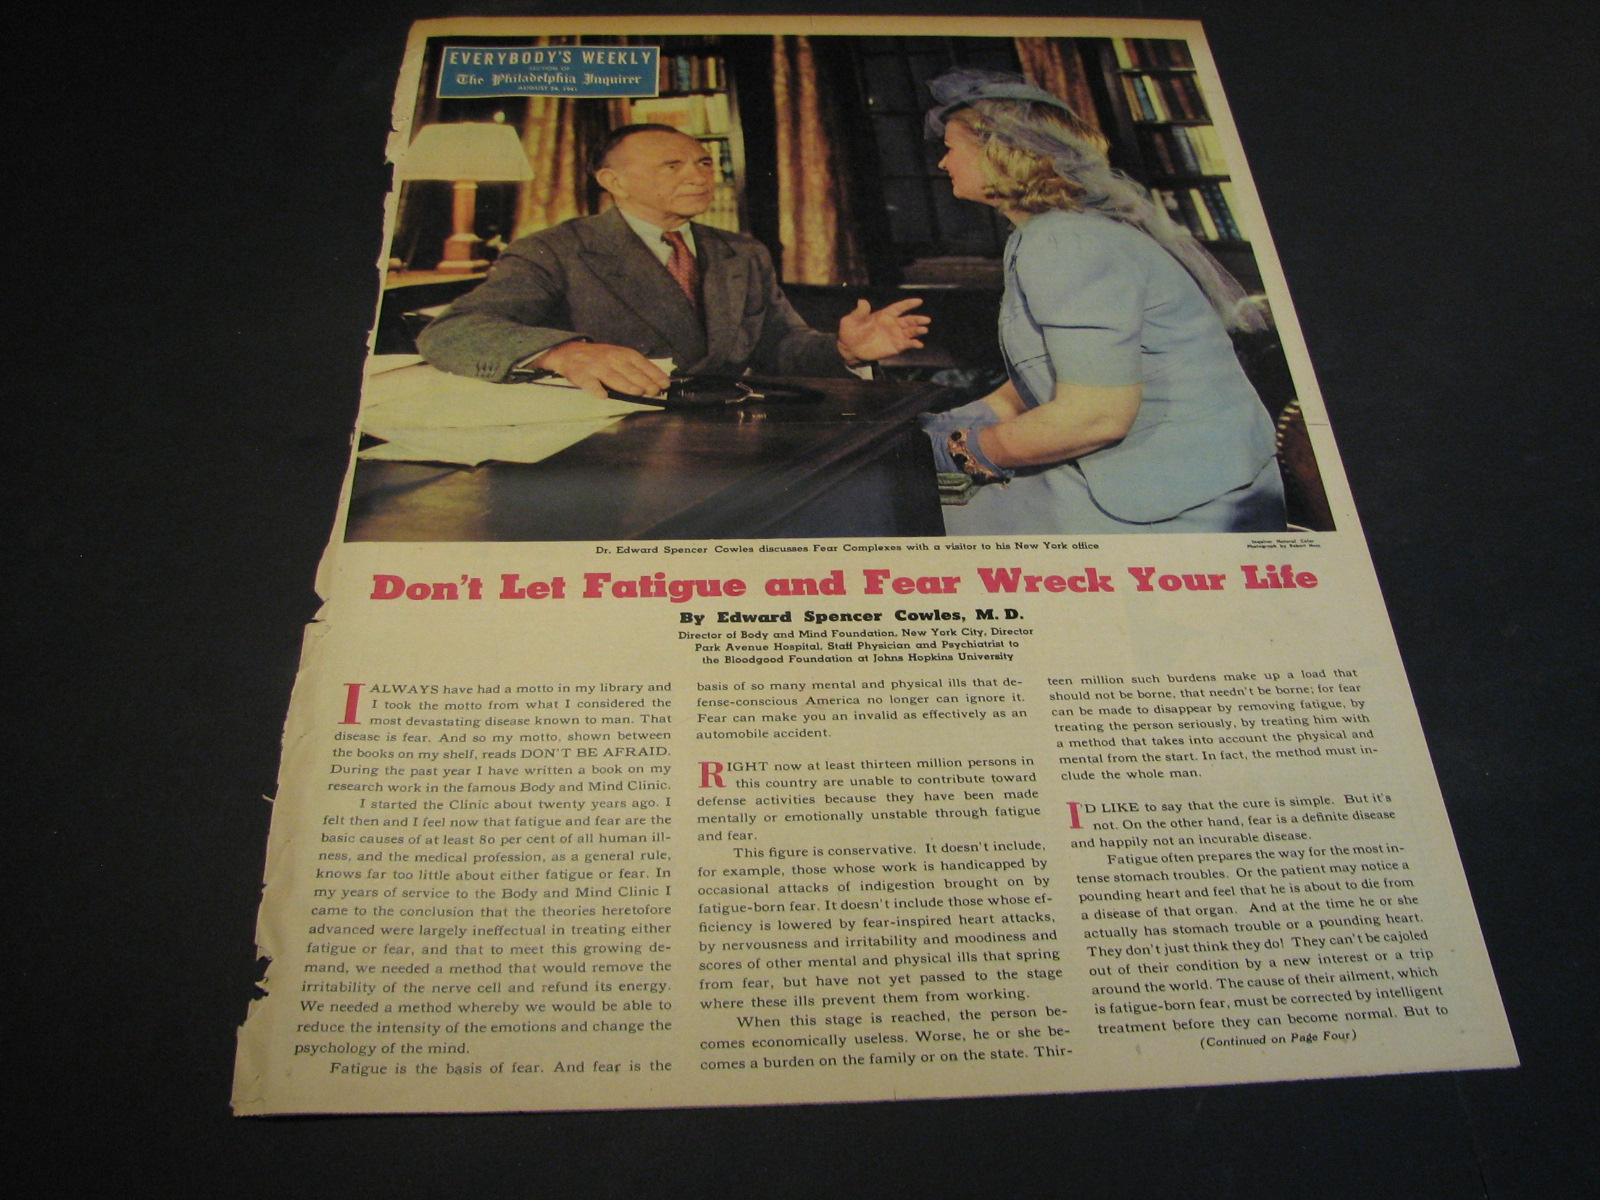 EVERYBODY'S WEEKLY
SECTION OF
The Philadelphia Inquirer
AUGUST 24, 1941
Dr. Edward Spencer Cowles discusses Fear Complexes with a visitor to his New York office
Inquirer Natural Color
Photograph by Robert
Don't Let Fatigue and Fear Wreck Your Life
By Edward Spencer Cowles, M. D.
Director of Body and Mind Foundation, New York City, Director
Park Avenue Hospital, Staff Physician and Psychiatrist to
the Bloodgood Foundation at Johns Hopkins University
I ALWAYS have had a motto in my library and
I took the motto from what I considered the
most devastating disease known to man. That
disease is fear. And so my motto, shown between
the books on my shelf, reads DON'T BE AFRAID.
During the past year I have written a book on my
research work in the famous Body and Mind Clinic.
I started the Clinic about twenty years ago. I
felt then and I feel now that fatigue and fear are the
basic causes of at least 80 per cent of all human ill-
ness, and the medical profession, as a general rule,
knows far too little about either fatigue or fear. In
my years of service to the Body and Mind Clinic I
came to the conclusion that the theories heretofore
advanced were largely ineffectual in treating either
fatigue or fear, and that to meet this growing de-
mand, we needed a method that would remove the
irritability of the nerve cell and refund its energy.
We needed a method whereby we would be able to
reduce the intensity of the emotions and change the
psychology of the mind.
Fatigue is the basis of fear. And fear is the
basis of so many mental and physical ills that de-
fense-conscious America no longer can ignore it.
Fear can make you an invalid as effectively as an
automobile accident.
RIGHT now at least thirteen million persons in
this country are unable to contribute toward
defense activities because they have been made
mentally or emotionally unstable through fatigue
and fear.
This figure is conservative. It doesn't include,
for example, those whose work is handicapped by
occasional attacks of indigestion brought on by
fatigue-born fear. It doesn't include those whose ef-
ficiency is lowered by fear-inspired heart attacks,
by nervousness and irritability and moodiness and
scores of other mental and physical ills that spring
from fear, but have not yet passed to the stage
where these ills prevent them from working.
When this stage is reached, the person be-
comes economically useless. Worse, he or she be-
comes a burden on the family or on the state. Thir-
teen million such burdens make up a load that
should not be borne, that needn't be borne; for fear
can be made to disappear by removing fatigue, by
treating the person seriously, by treating him with
a method that takes into account the physical and
mental from the start. In fact, the method must in-
clude the whole man.
I'D LIKE to say that the cure is simple. But it's
not. On the other hand, fear is a definite disease
and happily not an incurable disease.
Fatigue often prepares the way for the most in-
tense stomach troubles. Or the patient may notice a
pounding heart and feel that he is about to die from
a disease of that organ. And at the time he or she
actually has stomach trouble or a pounding heart.
They don't just think they do! They can't be cajoled
out of their condition by a new interest or a trip
around the world. The cause of their ailment, which
is fatigue-born fear, must be corrected by intelligent
treatment before they can become normal. But to
(Continued on Page Four)